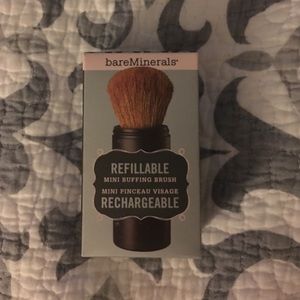 bareMinerals®
REFILLABLE
MINI BUFFING BRUSH
MINI PINCEAU VISAGE
RECHARGEABLE